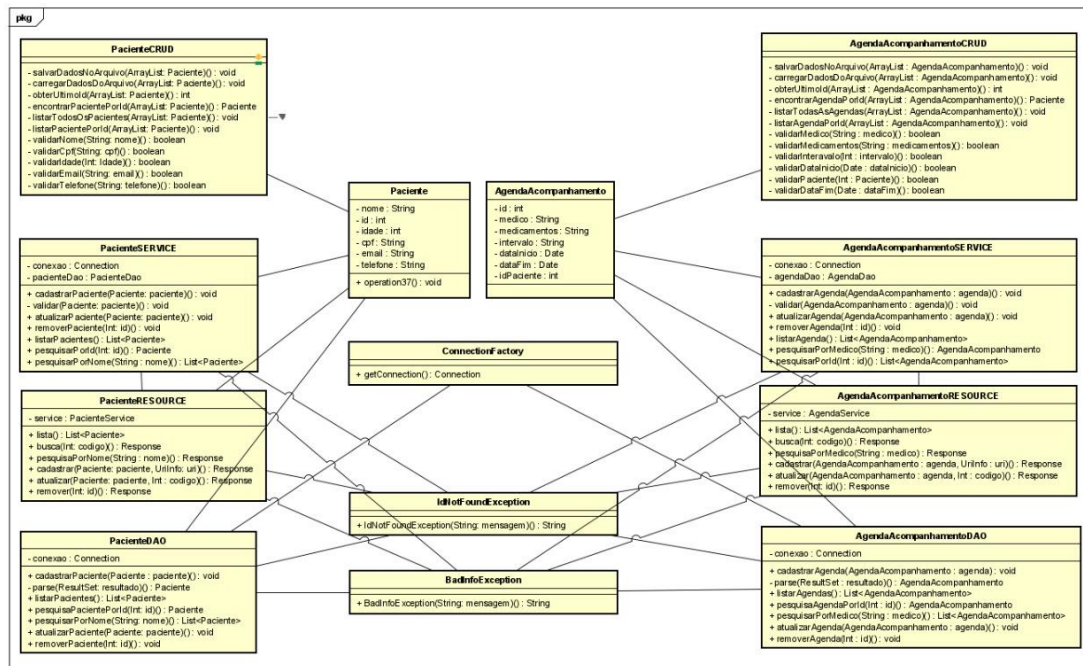 pkg
PacienteCRUD
- salvarDadosNoArquivo(ArrayList: Paciente)() : void
- carregarDadosDoArquivo(ArrayList: Paciente)() : void
- obterUltimoId(ArrayList: Paciente)() : int
- encontrarPacientePorId(ArrayList: Paciente)() : Paciente
- listarTodosOsPacientes(ArrayList: Paciente)() : void
- listarPacientePorId(ArrayList: Paciente)() : void
- validarNome(String: nome)() : boolean
- validarCpf(String: cpf)() : boolean
- validarIdade(Int: Idade)() : boolean
- validarEmail(String: email)() : boolean
- validarTelefone(String: telefone)() : boolean
AgendaAcompanhamentoCRUD
- salvarDadosNoArquivo(ArrayList : AgendaAcompanhamento)() : void
- carregarDadosDoArquivo(ArrayList : AgendaAcompanhamento)() : void
- obterUltimoId(ArrayList : AgendaAcompanhamento)() : int
- encontrarAgendaPorId(ArrayList : AgendaAcompanhamento)() : Paciente
- listarTodasAsAgendas(ArrayList : AgendaAcompanhamento)() : void
- listarAgendaPorId(ArrayList : AgendaAcompanhamento)() : void
- validarMedico(String : medico)() : boolean
- validarMedicamentos(String : medicamentos)() : boolean
- validarInteravalo(Int : intervalo)() : boolean
- validarDataInicio(Date : dataInicio)() : boolean
- validarPaciente(Int : Paciente)() : boolean
- validarDataFim(Date : dataFim)() : boolean
Paciente
- nome : String
- id : int
- idade : int
- cpf : String
- email : String
- telefone : String
+ operation37() : void
AgendaAcompanhamento
- id : int
- medico : String
- medicamentos : String
- intervalo : String
- dataInicio : Date
- dataFim : Date
- idPaciente : int
PacienteSERVICE
- conexao : Connection
- pacienteDao : PacienteDao
+ cadastrarPaciente(Paciente: paciente)() : void
- validar(Paciente: paciente)() : void
+ atualizarPaciente(Paciente: paciente)() : void
+ removerPaciente(Int: id)() : void
+ listarPacientes() : List<Paciente>
+ pesquisarPorId(Int: id)() : Paciente
+ pesquisarPorNome(String : nome)() : List<Paciente>
AgendaAcompanhamentoSERVICE
- conexao : Connection
- agendaDao : AgendaDao
+ cadastrarAgenda(AgendaAcompanhamento : agenda)() : void
- validar(AgendaAcompanhamento : agenda)() : void
+ atualizarAgenda(AgendaAcompanhamento : agenda)() : void
+ removerAgenda(Int : id)() : void
+ listarAgenda() : List<AgendaAcompanhamento>
+ pesquisarPorMedico(String : medico)() : AgendaAcompanhamento
+ pesquisarPorId(Int : id)() : List<AgendaAcompanhamento>
ConnectionFactory
+ getConnection() : Connection
PacienteRESOURCE
- service : PacienteService
+ lista() : List<Paciente>
+ busca(Int: codigo)() : Response
+ pesquisaPorNome(String : nome)() : Response
+ cadastrar(Paciente: paciente, UriInfo: uri)() : Response
+ atualizar(Paciente: paciente, Int : codigo)() : Response
+ remover(Int: id)() : Response
AgendaAcompanhamentoRESOURCE
- service : AgendaService
+ lista() : List<AgendaAcompanhamento>
+ busca(Int: codigo)() : Response
+ pesquisaPorMedico(String : medico) : Response
+ cadastrar(AgendaAcompanhamento : agenda, UriInfo : uri)() : Response
+ atualizar(AgendaAcompanhamento : agenda, Int: codigo)() : Response
+ remover(Int: id)() : Response
IdNotFoundException
+ IdNotFoundException(String: mensagem)() : String
PacienteDAO
- conexao : Connection
+ cadastrarPaciente(Paciente : paciente)() : void
- parse(ResultSet: resultado)() : Paciente
+ listarPacientes() : List<Paciente>
+ pesquisaPacientePorId(Int: id)() : Paciente
+ pesquisarPorNome(String: nome)() : List<Paciente>
+ atualizarPaciente(Paciente: paciente)() : void
+ removerPaciente(Int: id)() : void
BadInfoException
+ BadInfoException(String: mensagem)() : String
AgendaAcompanhamentoDAO
- conexao : Connection
+ cadastrarAgenda(AgendaAcompanhamento : agenda) : void
- parse(ResultSet : resultado)() : AgendaAcompanhamento
+ listarAgendas() : List<AgendaAcompanhamento>
+ pesquisaAgendaPorId(Int : id)() : AgendaAcompanhamento
+ pesquisarPorMedico(String : medico)() : List<AgendaAcompanhamento>
+ atualizarAgenda(AgendaAcompanhamento : agenda)() : void
+ removerAgenda(Int : id)() : void